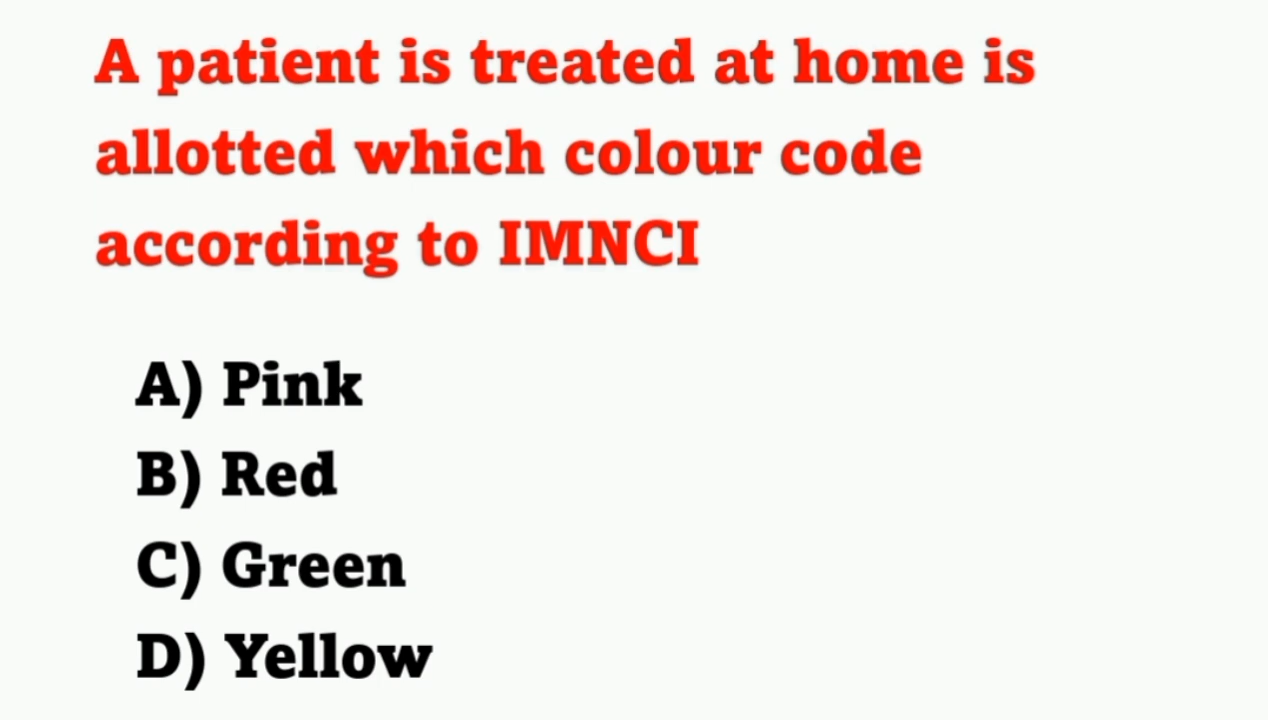 A patient is treated at home is
allotted which colour code
according to IMNCI
A) Pink
B) Red
C) Green
D) Yellow